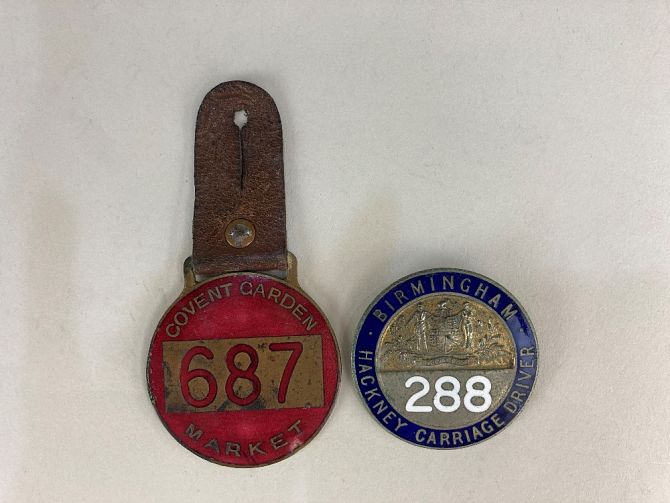 COVENT GARDEN
687
MARKET
BIRMINGHAM
288
HACKNEY CARRIAGE DRIVER